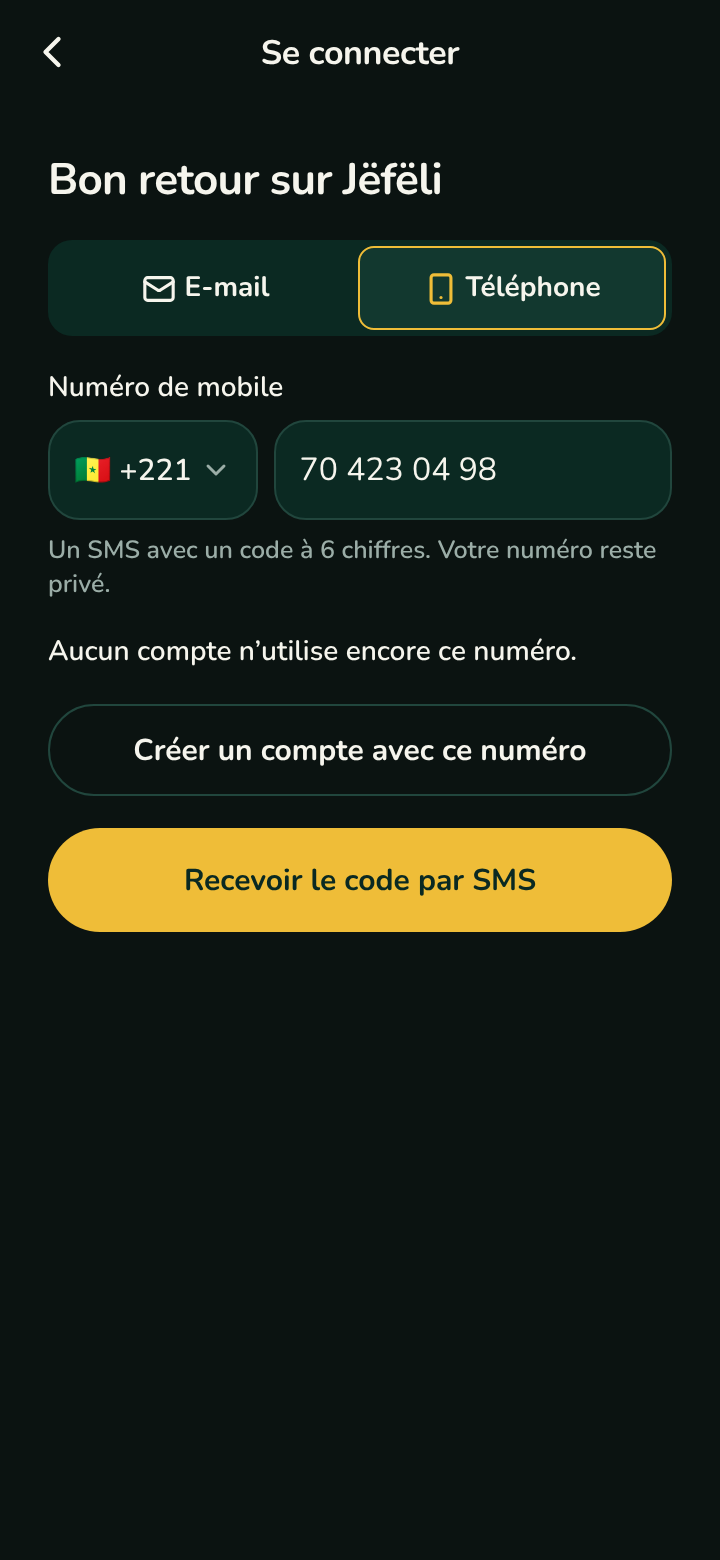 Se connecter
Bon retour sur Jëfëli
E-mail
Téléphone
Numéro de mobile
+221
70 423 04 98
Un SMS avec un code à 6 chiffres. Votre numéro reste
privé.
Aucun compte n’utilise encore ce numéro.
Créer un compte avec ce numéro
Recevoir le code par SMS